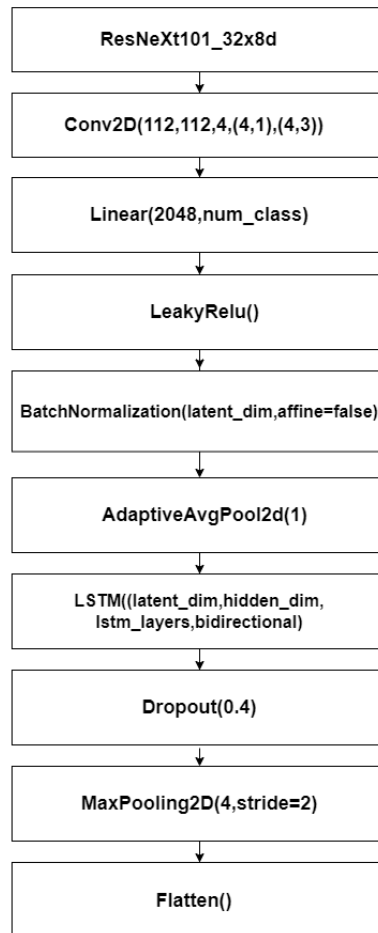 ResNeXt101_32x8d
Conv2D(112,112,4,(4,1),(4,3))
Linear(2048,num_class)
LeakyRelu()
BatchNormalization(latent_dim,affine=false)
AdaptiveAvgPool2d(1)
LSTM((latent_dim,hidden_dim,
lstm_layers,bidirectional)
Dropout(0.4)
MaxPooling2D(4,stride=2)
Flatten()